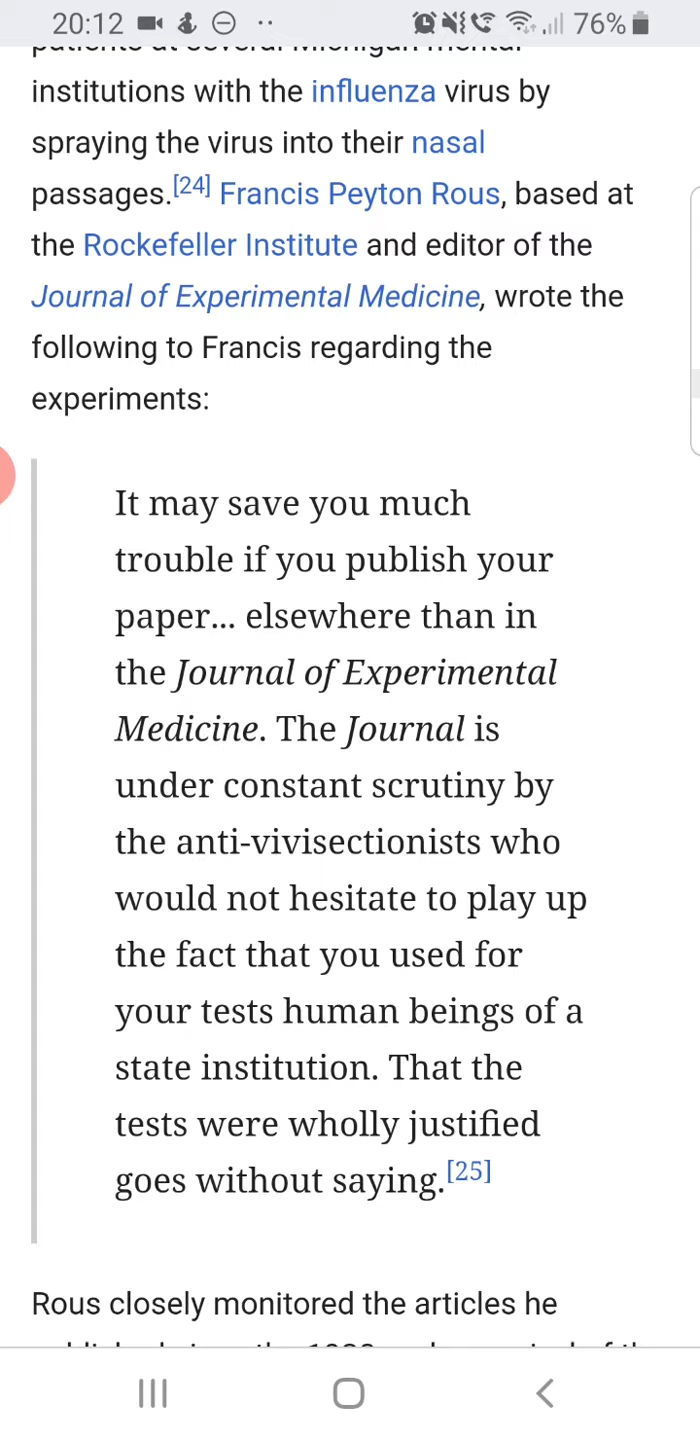 20:12 76%
institutions with the influenza virus by
spraying the virus into their nasal
passages.[24] Francis Peyton Rous, based at
the Rockefeller Institute and editor of the
Journal of Experimental Medicine, wrote the
following to Francis regarding the
experiments:
It may save you much
trouble if you publish your
paper... elsewhere than in
the Journal of Experimental
Medicine. The Journal is
under constant scrutiny by
the anti-vivisectionists who
would not hesitate to play up
the fact that you used for
your tests human beings of a
state institution. That the
tests were wholly justified
goes without saying.[25]
Rous closely monitored the articles he